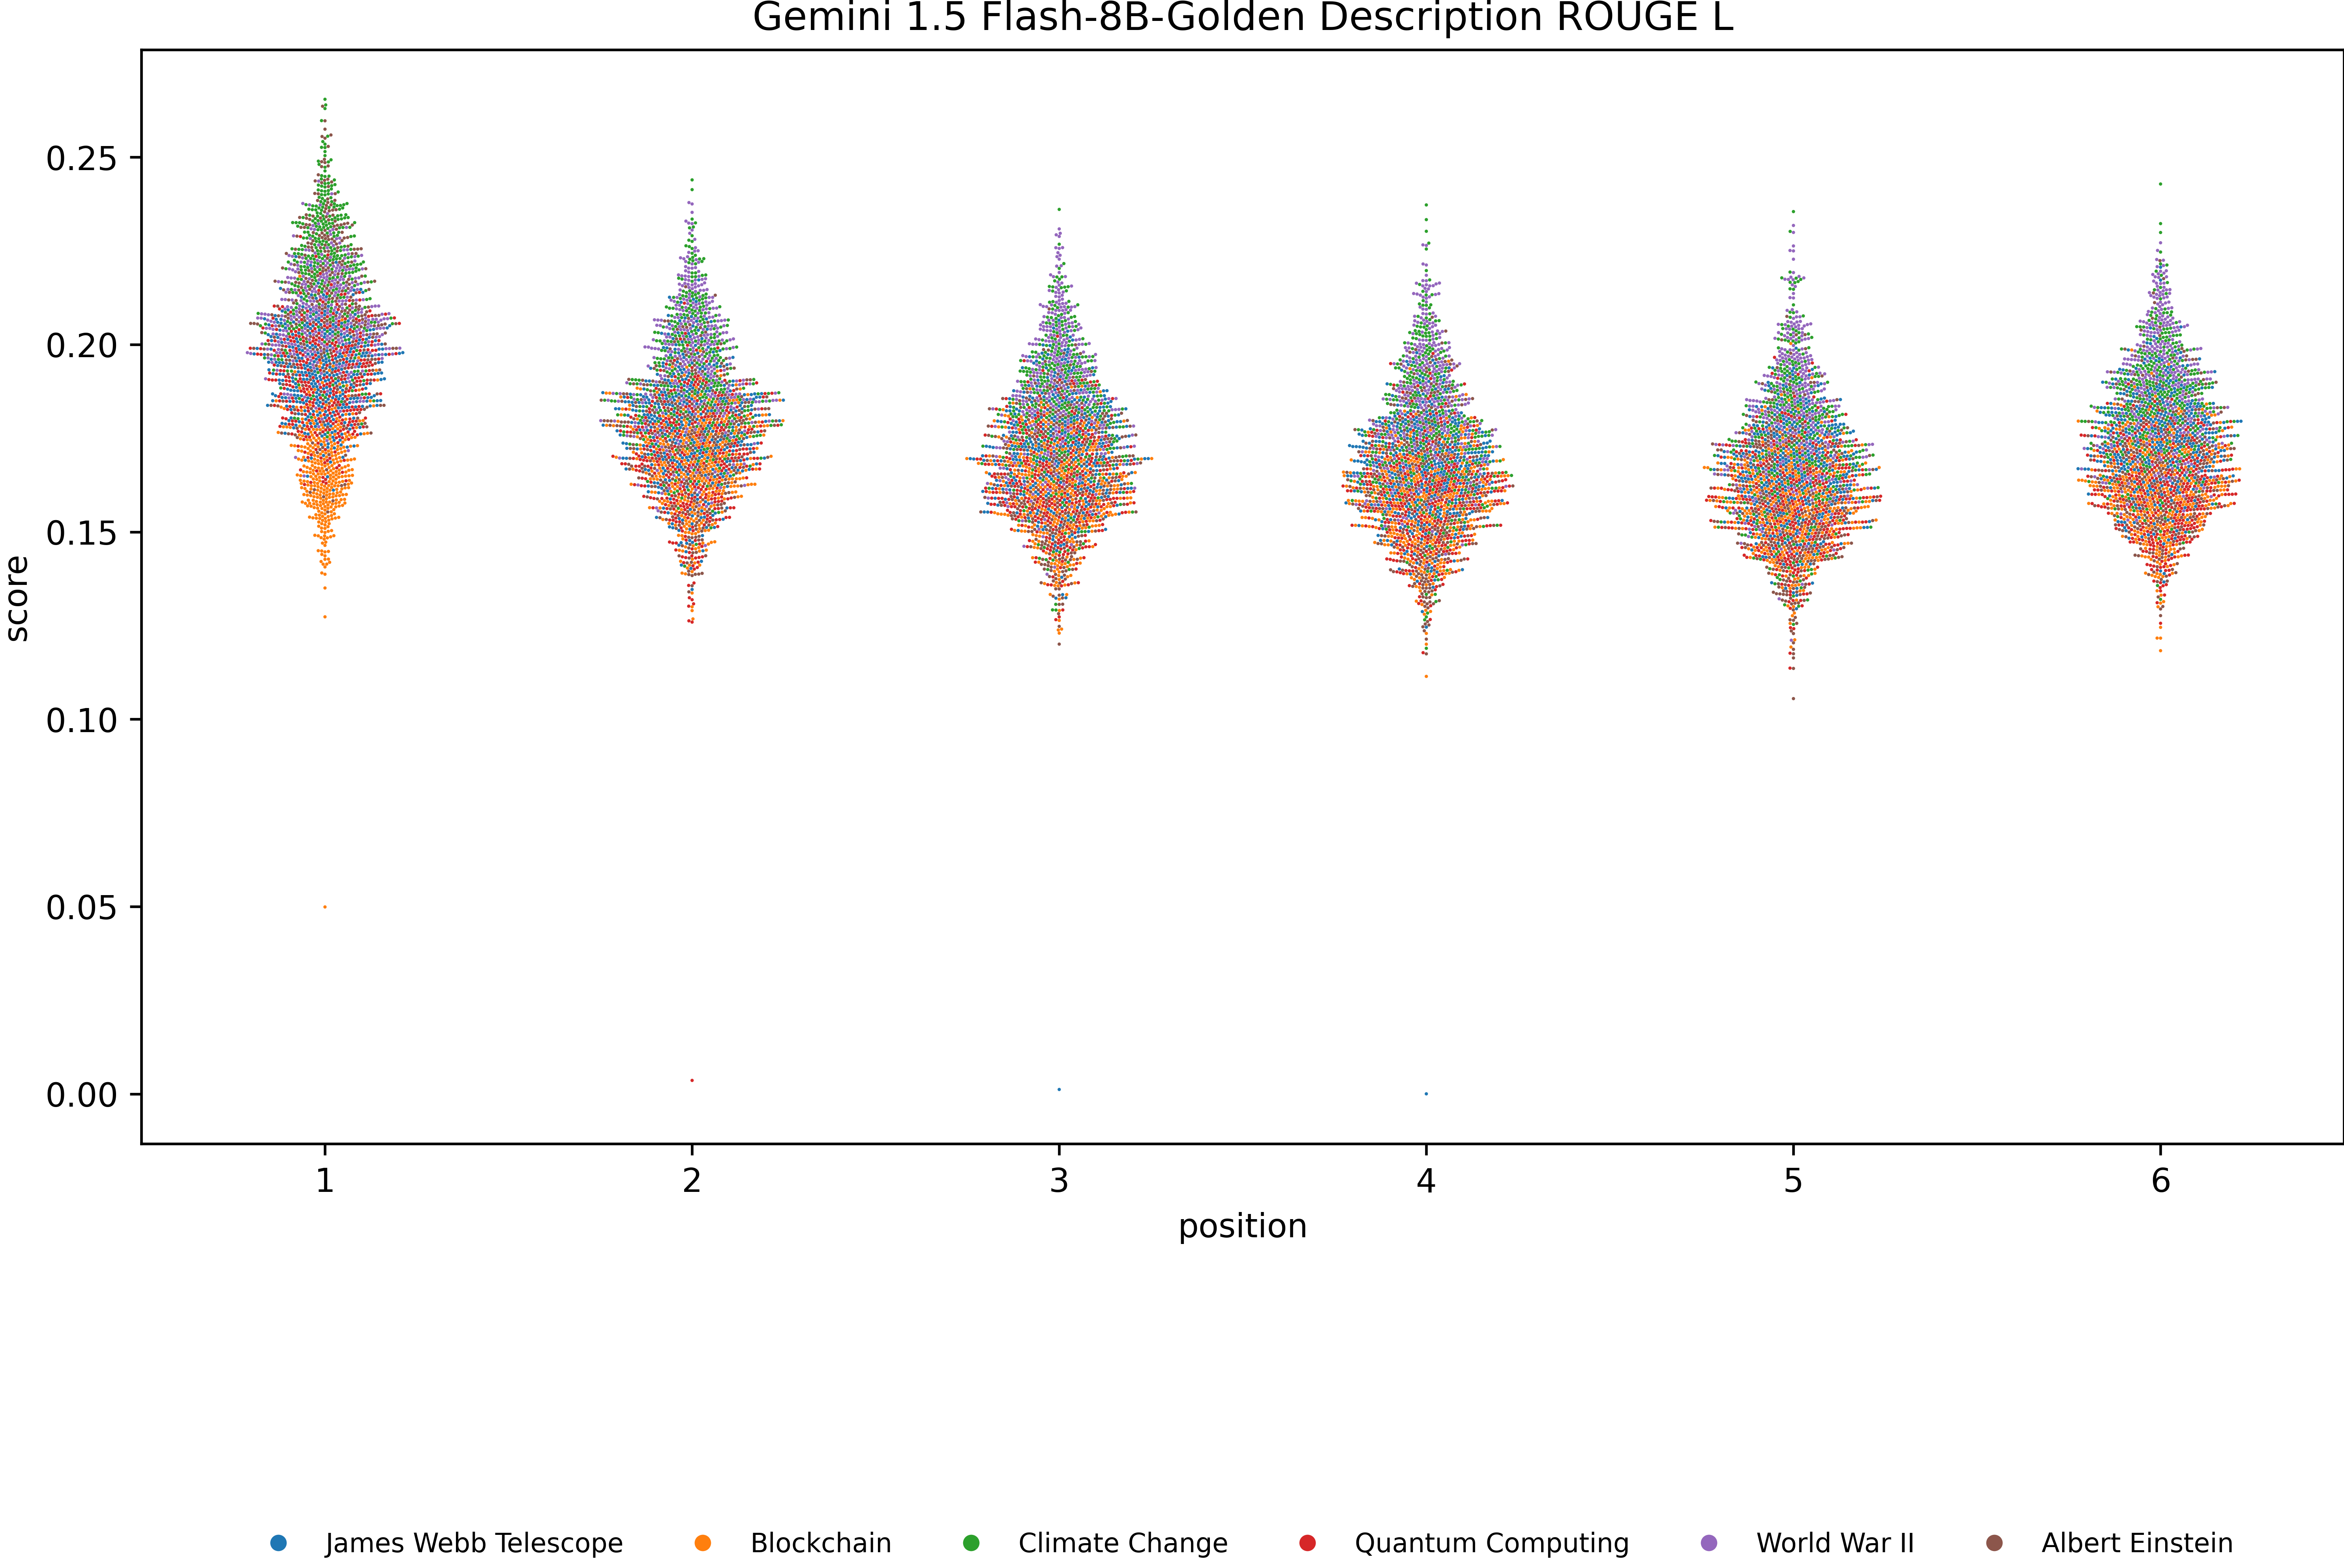 Gemini 1.5 Flash-8B-Golden Description ROUGE L
0.25
0.20
0.15
0.10
0.05
0.00
score
1 2 3 4 5 6
position
James Webb Telescope Blockchain Climate Change Quantum Computing World War II Albert Einstein